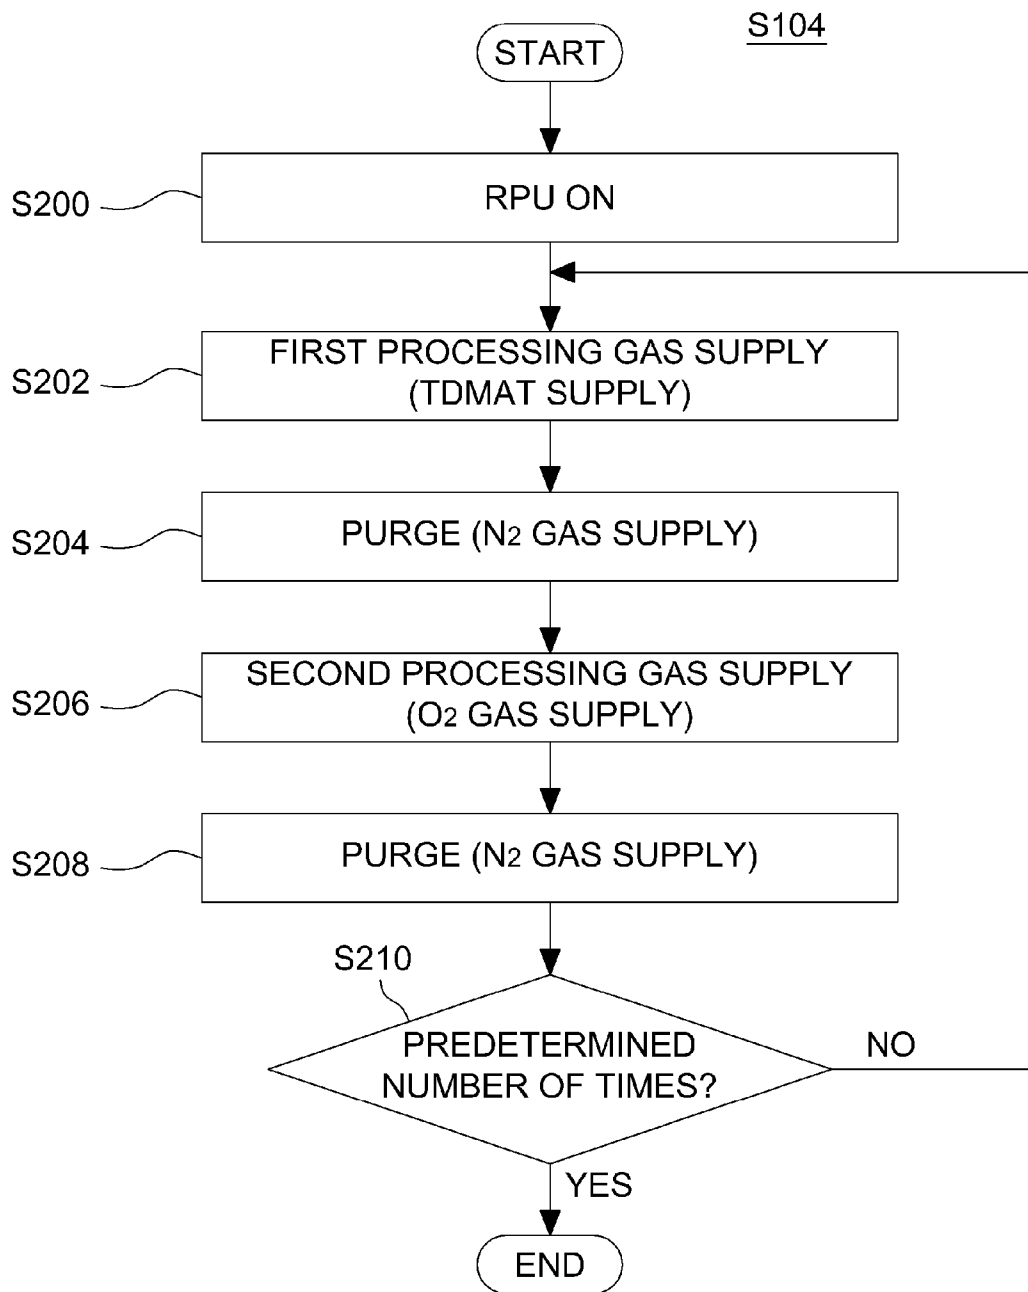 S104
START
S200
RPU ON
S202
FIRST PROCESSING GAS SUPPLY
(TDMAT SUPPLY)
S204
PURGE (N2 GAS SUPPLY)
S206
SECOND PROCESSING GAS SUPPLY
(O2 GAS SUPPLY)
S208
PURGE (N2 GAS SUPPLY)
S210
PREDETERMINED
NUMBER OF TIMES?
NO
YES
END